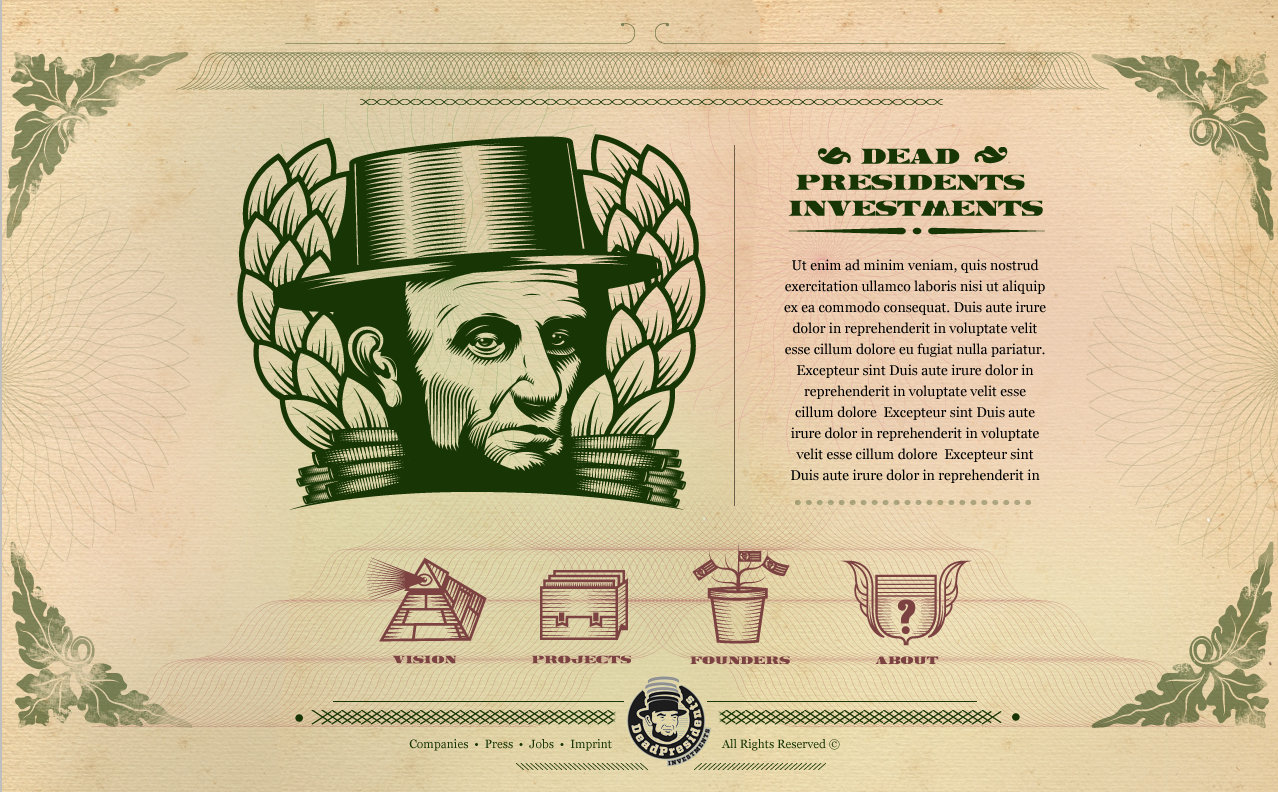 DEAD
PRESIDENTS
INVESTMENTS
Ut enim ad minim veniam, quis nostrud
exercitation ullamco laboris nisi ut aliquip
ex ea commodo consequat. Duis aute irure
dolor in reprehenderit in voluptate velit
esse cillum dolore eu fugiat nulla pariatur.
Excepteur sint Duis aute irure dolor in
reprehenderit in voluptate velit esse
cillum dolore  Excepteur sint Duis aute
irure dolor in reprehenderit in voluptate
velit esse cillum dolore  Excepteur sint
Duis aute irure dolor in reprehenderit in
?
VISION
PROJECTS
FOUNDERS
ABOUT
DeadPresidents
INVESTMENTS
Companies • Press • Jobs • Imprint
All Rights Reserved ©